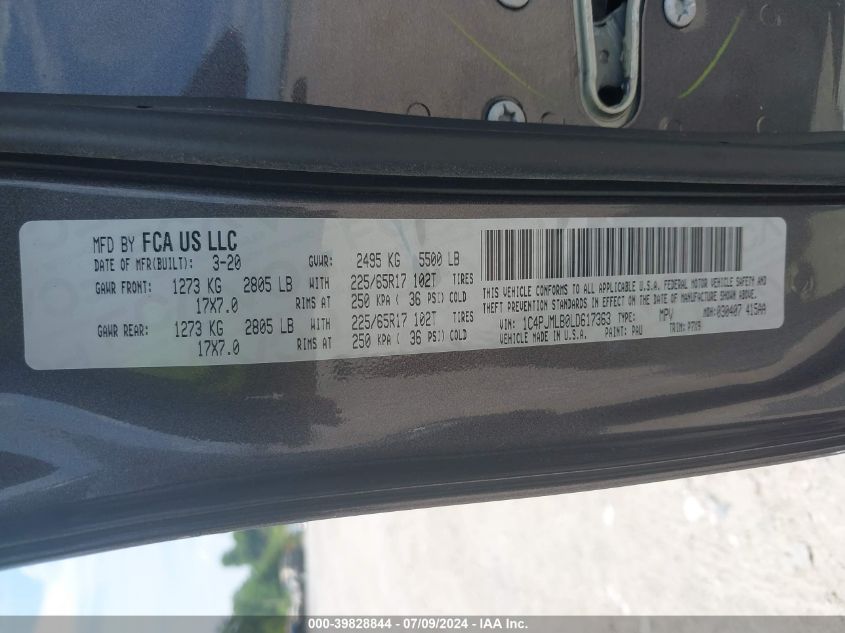 MFD BY FCA US LLC
DATE OF MFR(BUILT): 3-20 GVWR: 2495 KG 5500 LB
GAWR FRONT: 1273 KG 2805 LB WITH 225/65R17 102T TIRES
17X7.0 RIMS AT 250 KPA ( 36 PSI) COLD
GAWR REAR: 1273 KG 2805 LB WITH 225/65R17 102T TIRES
17X7.0 RIMS AT 250 KPA ( 36 PSI) COLD
THIS VEHICLE CONFORMS TO ALL APPLICABLE U.S.A. FEDERAL MOTOR VEHICLE SAFETY AND
THEFT PREVENTION STANDARDS IN EFFECT ON THE DATE OF MANUFACTURE SHOWN ABOVE.
VIN: 1C4PJMLB0LD617363 TYPE: MPV MDH:030407 415AA
VEHICLE MADE IN U.S.A. PAINT: PAU TRIM: P7X9
G
000-39828844 / 07/09/2024 - IAA Inc.